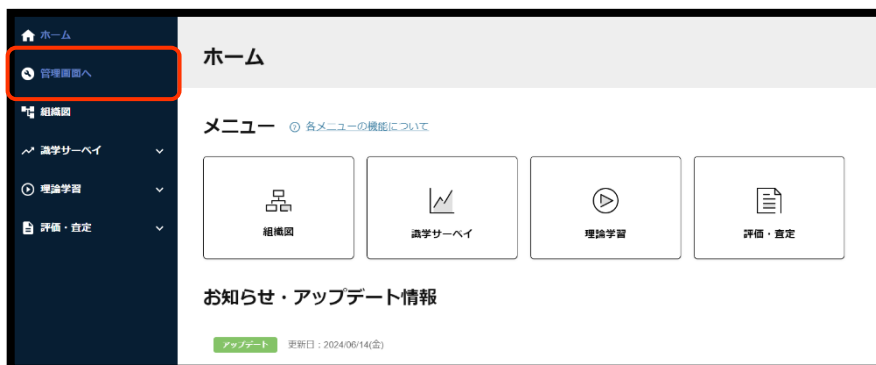 ホーム
管理画面へ
組織図
識学サーベイ
理論学習
評価・査定
ホーム
メニュー ? 各メニューの機能について
組織図
識学サーベイ
理論学習
評価・査定
お知らせ・アップデート情報
アップデート 更新日：2024/06/14(金)